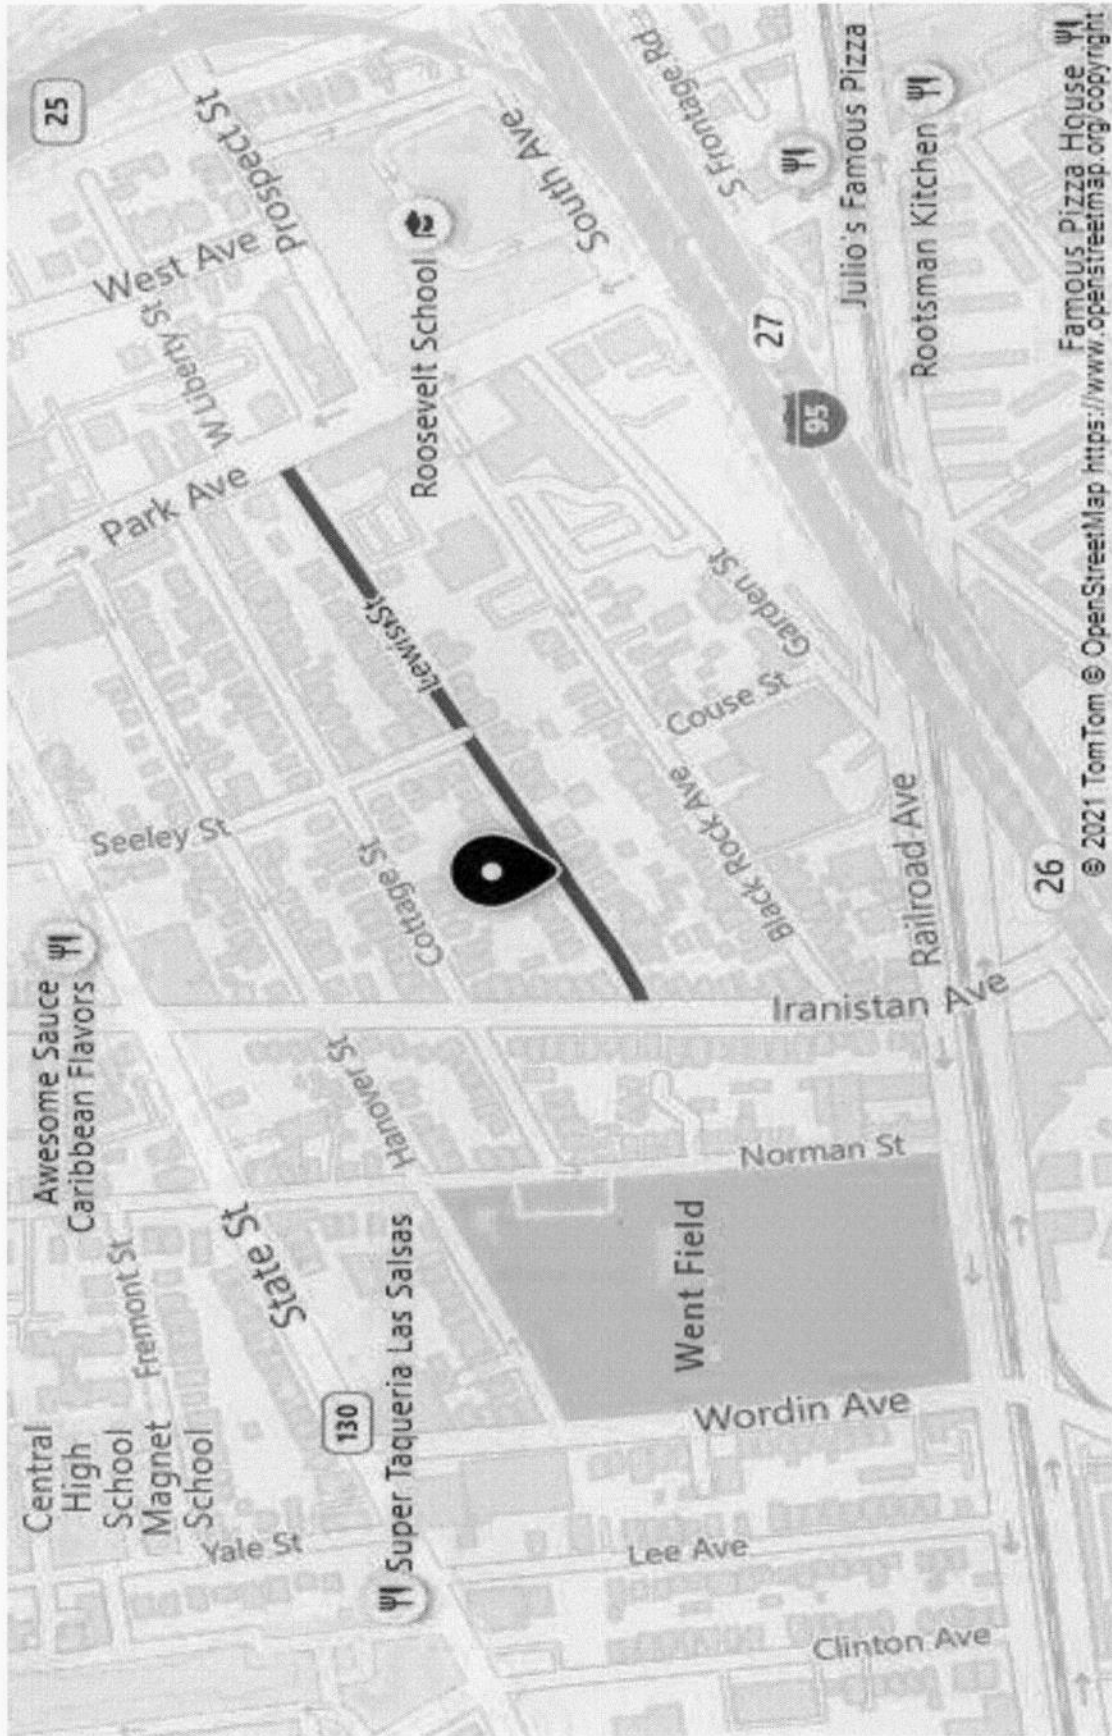 Central
High
School
Magnet
School
Awesome Sauce
Caribbean Flavors
25
Fremont St
Yale St
State St
Seeley St
Park Ave
West Ave
W Liberty St
Prospect St
130
Super Taqueria Las Salsas
Hanover St
Cottage St
Lewis St
Roosevelt School
South Ave
Went Field
Wordin Ave
Lee Ave
Clinton Ave
Norman St
Iranistan Ave
Black Rock Ave
Couse St
Garden St
S Frontage Rd
Railroad Ave
27
95
26
Julio's Famous Pizza
Rootsman Kitchen
Famous Pizza House
© 2021 TomTom © OpenStreetMap https://www.openstreetmap.org/copyright